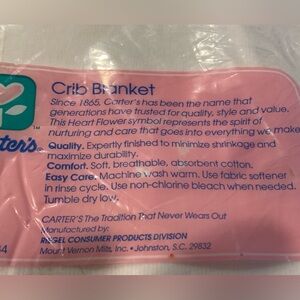 Crib Blanket
Since 1865, Carter's has been the name that
generations have trusted for quality, style and value.
This Heart Flower symbol represents the spirit of
nurturing and care that goes into everything we make
TM
ter's
Quality. Expertly finished to minimize shrinkage and
maximize durability.
Comfort. Soft, breathable, absorbent cotton.
Easy Care. Machine wash warm. Use fabric softener
in rinse cycle. Use non-chlorine bleach when needed.
Tumble dry low.
CARTER'S The Tradition That Never Wears Out
Manufactured by:
RIEGEL CONSUMER PRODUCTS DIVISION
Mount Vernon Mills, Inc. • Johnston, S.C. 29832